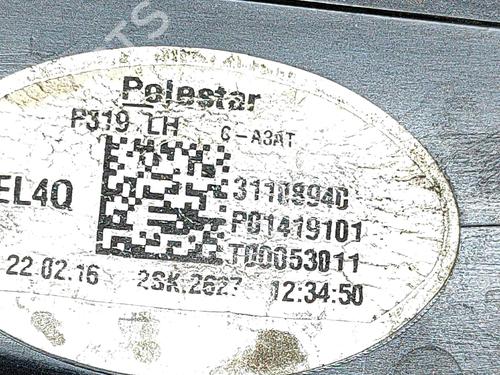 Polestar
P319 LH C-A3AT
EL4Q
31108940
P01419101
T00053011
22.02.16 2SK.2627 12:34:50